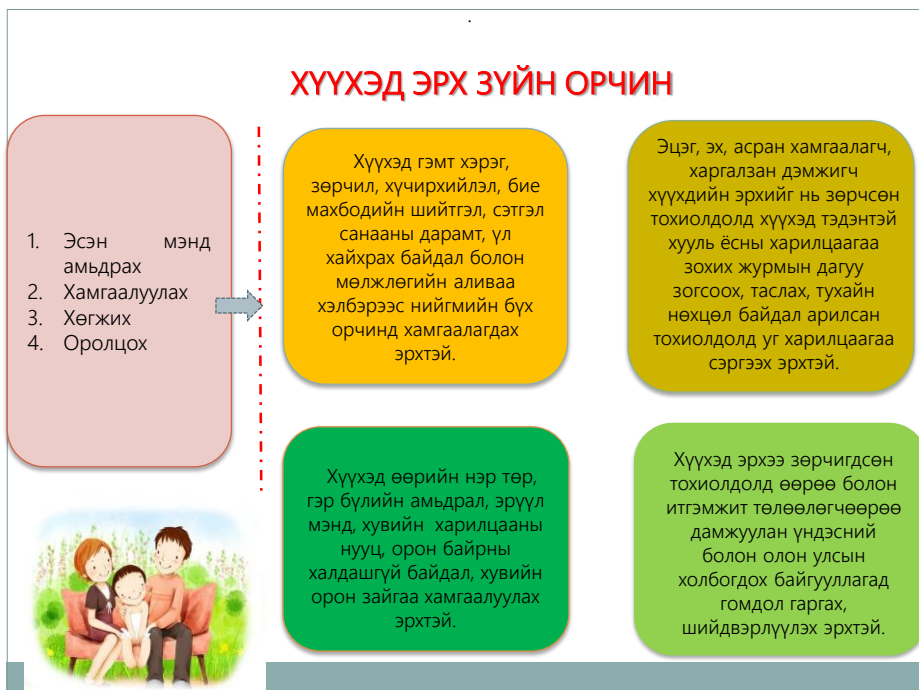 ХҮҮХЭД ЭРХ ЗҮЙН ОРЧИН
1. Эсэн мэнд
амьдрах
2. Хамгаалуулах
3. Хөгжих
4. Оролцох
Хүүхэд гэмт хэрэг,
зөрчил, хүчирхийлэл, бие
махбодийн шийтгэл, сэтгэл
санааны дарамт, үл
хайхрах байдал болон
мөлжлөгийн аливаа
хэлбэрээс нийгмийн бүх
орчинд хамгаалагдах
эрхтэй.
Эцэг, эх, асран хамгаалагч,
харгалзан дэмжигч
хүүхдийн эрхийг нь зөрчсөн
тохиолдолд хүүхэд тэдэнтэй
хууль ёсны харилцаагаа
зохих журмын дагуу
зогсоох, таслах, тухайн
нөхцөл байдал арилсан
тохиолдолд уг харилцаагаа
сэргээх эрхтэй.
Хүүхэд өөрийн нэр төр,
гэр бүлийн амьдрал, эрүүл
мэнд, хувийн харилцааны
нууц, орон байрны
халдашгүй байдал, хувийн
орон зайгаа хамгаалуулах
эрхтэй.
Хүүхэд эрхээ зөрчигдсөн
тохиолдолд өөрөө болон
итгэмжит төлөөлөгчөөрөө
дамжуулан үндэсний
болон олон улсын
холбогдох байгууллагад
гомдол гаргах,
шийдвэрлүүлэх эрхтэй.